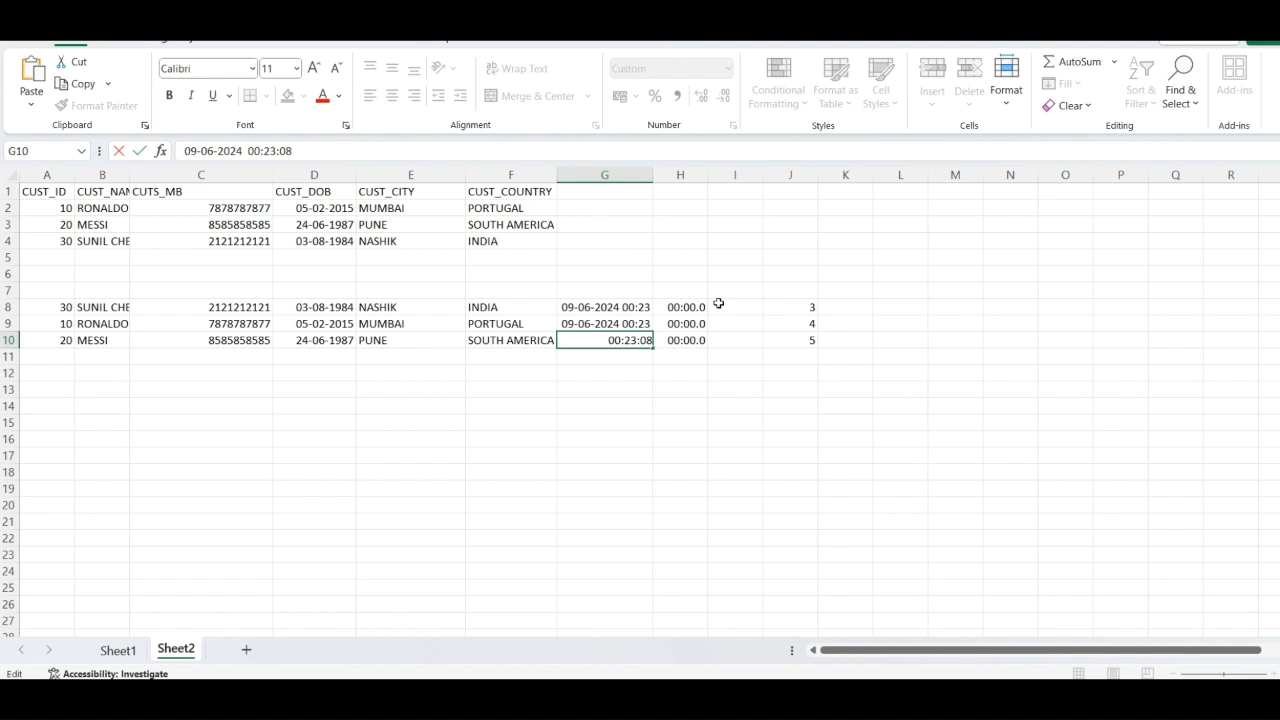 Cut
Calibri 11
Wrap Text
Custom
AutoSum
Paste
Copy
Fill
Format Painter
B I U
Merge & Center
Conditional Formatting
Format as Table
Cell Styles
Insert
Delete
Format
Clear
Sort & Filter
Find & Select
Add-ins
Clipboard
Font
Alignment
Number
Styles
Cells
Editing
Add-ins
G10 fx 09-06-2024 00:23:08
A B C D E F G H I J K L M N O P Q R
1 CUST_ID CUST_NAM CUTS_MB CUST_DOB CUST_CITY CUST_COUNTRY
2 10 RONALDO 7878787877 05-02-2015 MUMBAI PORTUGAL
3 20 MESSI 8585858585 24-06-1987 PUNE SOUTH AMERICA
4 30 SUNIL CHE 2121212121 03-08-1984 NASHIK INDIA
5
6
7
8 30 SUNIL CHE 2121212121 03-08-1984 NASHIK INDIA 09-06-2024 00:23 00:00.0 3
9 10 RONALDO 7878787877 05-02-2015 MUMBAI PORTUGAL 09-06-2024 00:23 00:00.0 4
10 20 MESSI 8585858585 24-06-1987 PUNE SOUTH AMERICA 00:23:08 00:00.0 5
11
12
13
14
15
16
17
18
19
20
21
22
23
24
25
26
27
Sheet1 Sheet2
Edit Accessibility: Investigate